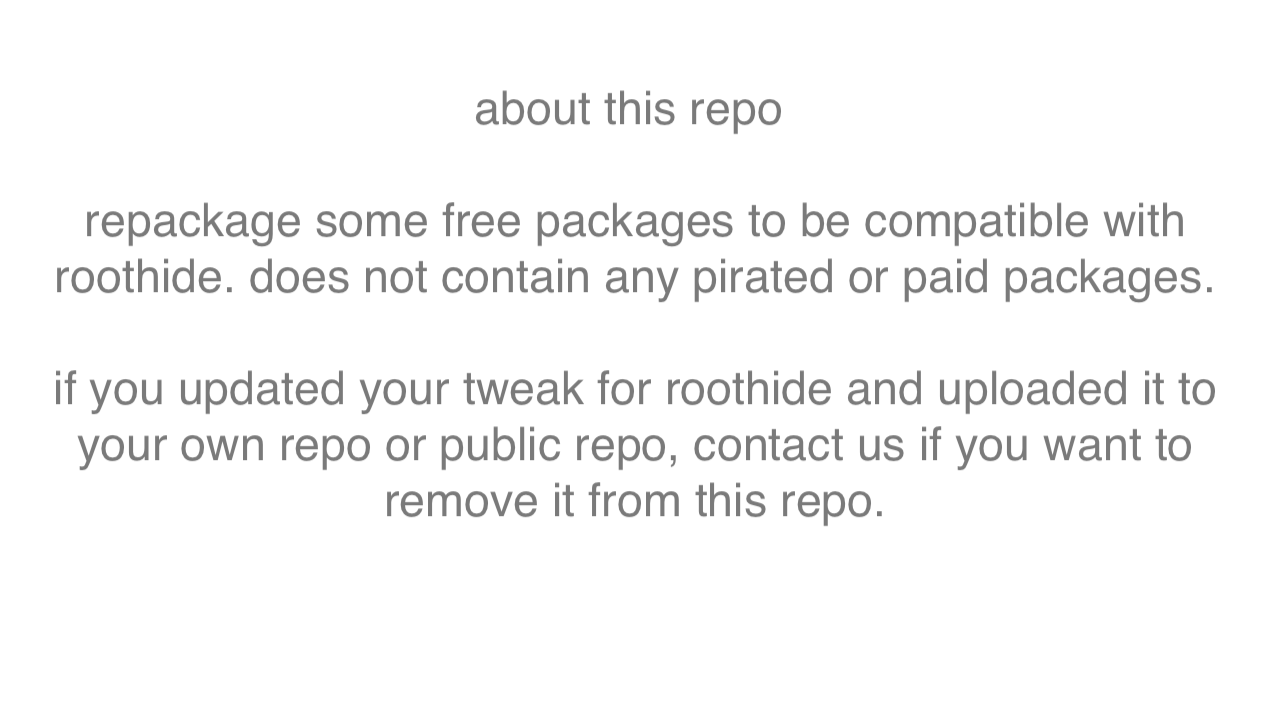 about this repo
repackage some free packages to be compatible with
roothide. does not contain any pirated or paid packages.
if you updated your tweak for roothide and uploaded it to
your own repo or public repo, contact us if you want to
remove it from this repo.